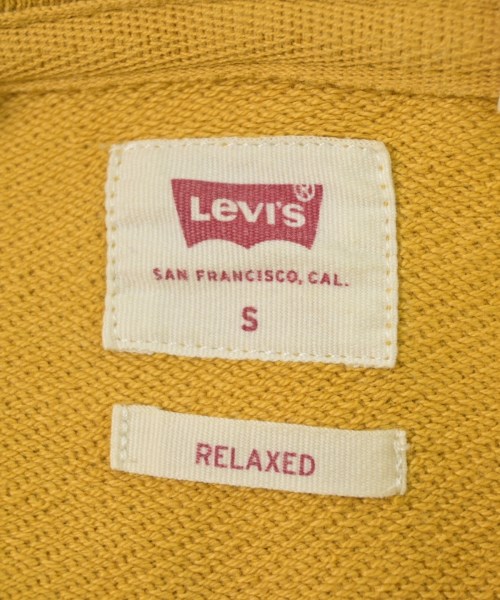 Levi's®
SAN FRANCISCO, CAL.
S
RELAXED